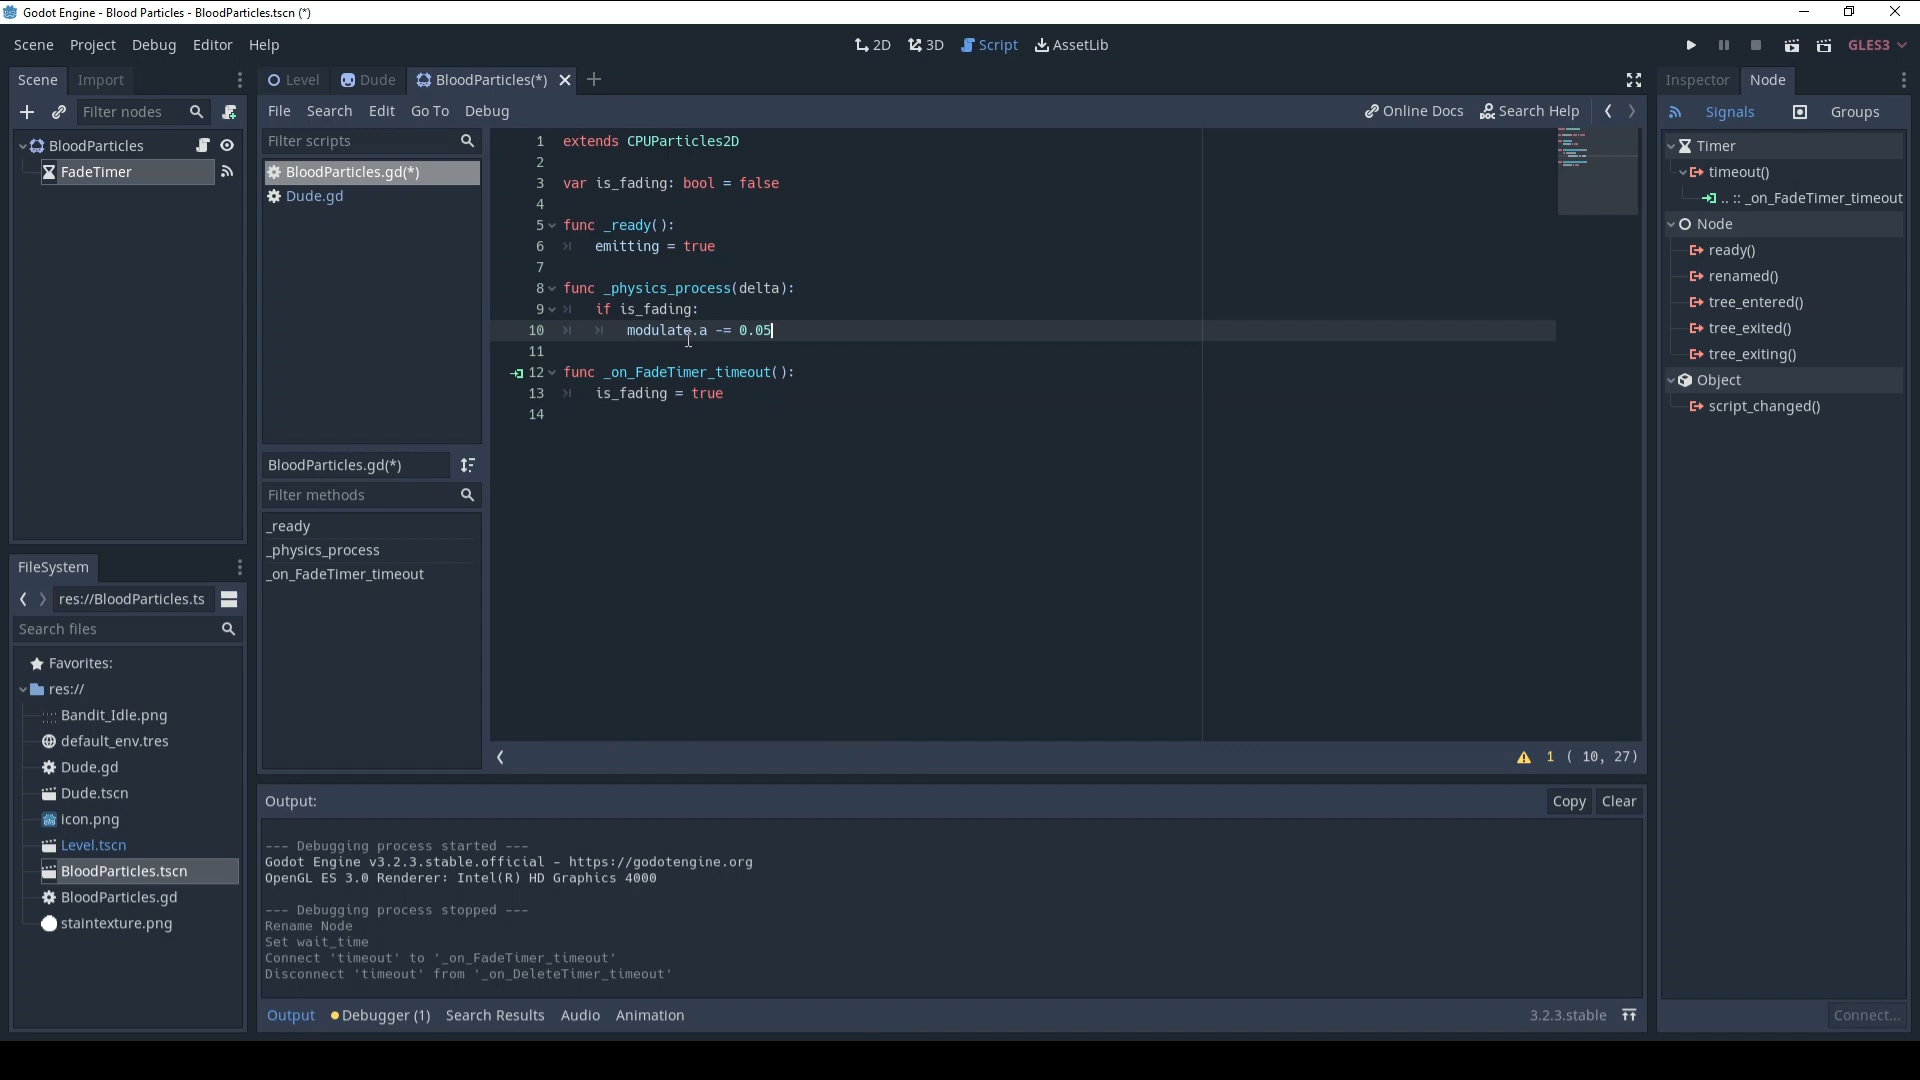 Godot Engine - Blood Particles - BloodParticles.tscn (*)
Scene Project Debug Editor Help
2D 3D Script AssetLib
GLES3
Scene Import
Filter nodes
BloodParticles
FadeTimer
FileSystem
res://BloodParticles.ts
Search files
Favorites:
res://
Bandit_Idle.png
default_env.tres
Dude.gd
Dude.tscn
icon.png
Level.tscn
BloodParticles.tscn
BloodParticles.gd
staintexture.png
Level Dude BloodParticles(*)
File Search Edit Go To Debug
Online Docs Search Help
Filter scripts
BloodParticles.gd(*)
Dude.gd
BloodParticles.gd(*)
Filter methods
_ready
_physics_process
_on_FadeTimer_timeout
1 extends CPUParticles2D
2
3 var is_fading: bool = false
4
5 func _ready():
6 emitting = true
7
8 func _physics_process(delta):
9 if is_fading:
10 modulate.a -= 0.05
11
12 func _on_FadeTimer_timeout():
13 is_fading = true
14
1 ( 10, 27)
Output:
Copy Clear
--- Debugging process started ---
Godot Engine v3.2.3.stable.official - https://godotengine.org
OpenGL ES 3.0 Renderer: Intel(R) HD Graphics 4000
--- Debugging process stopped ---
Rename Node
Set wait_time
Connect 'timeout' to '_on_FadeTimer_timeout'
Disconnect 'timeout' from '_on_DeleteTimer_timeout'
Output Debugger (1) Search Results Audio Animation
3.2.3.stable
Inspector Node
Signals Groups
Timer
timeout()
.. :: _on_FadeTimer_timeout
Node
ready()
renamed()
tree_entered()
tree_exited()
tree_exiting()
Object
script_changed()
Connect...